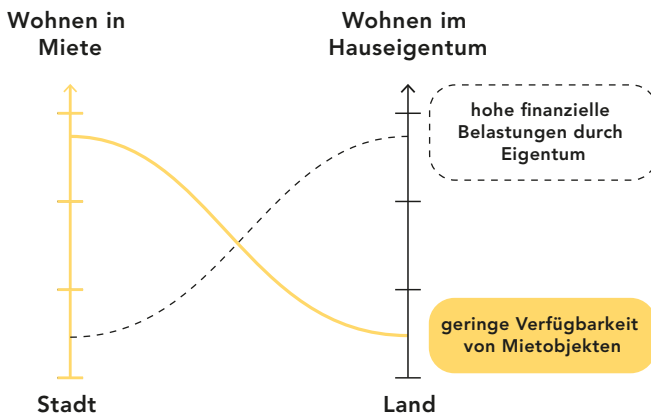 Wohnen in
Miete
Wohnen im
Hauseigentum
hohe finanzielle
Belastungen durch
Eigentum
geringe Verfügbarkeit
von Mietobjekten
Stadt
Land